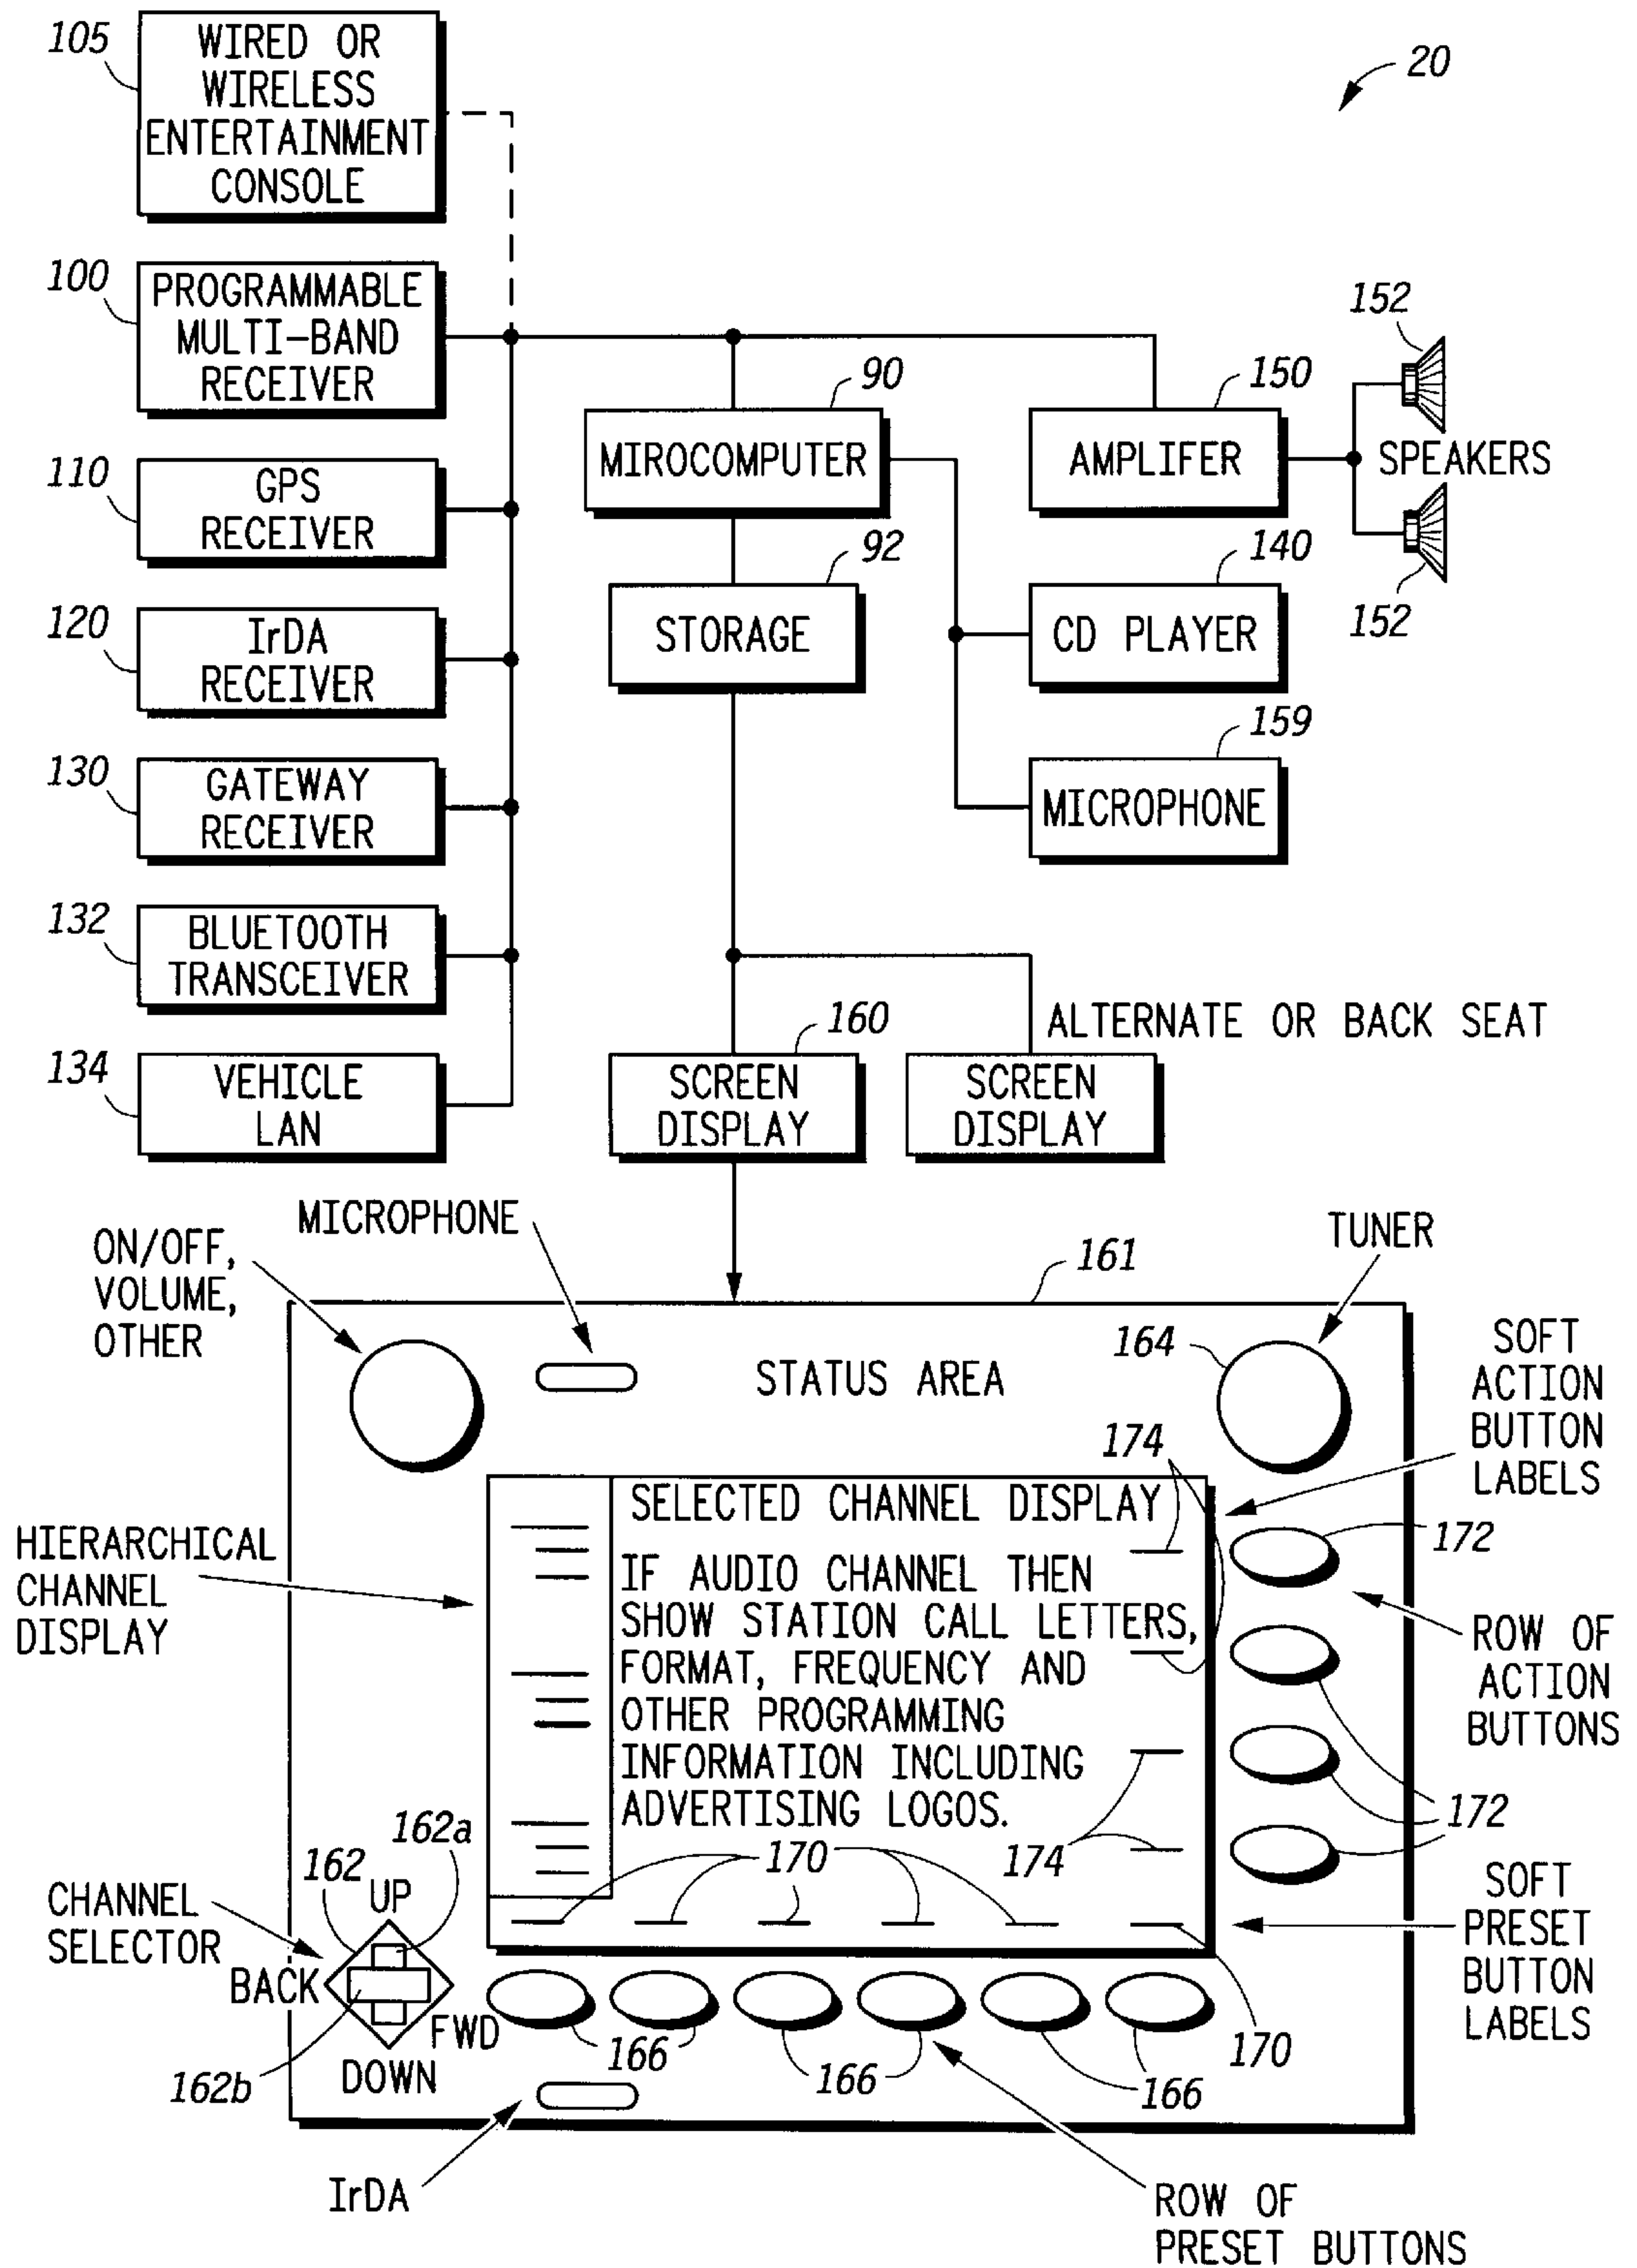 20
105
WIRED OR
WIRELESS
ENTERTAINMENT
CONSOLE
100
PROGRAMMABLE
MULTI-BAND
RECEIVER
110
GPS
RECEIVER
120
IrDA
RECEIVER
130
GATEWAY
RECEIVER
132
BLUETOOTH
TRANSCEIVER
134
VEHICLE
LAN
90
MIROCOMPUTER
92
STORAGE
150
AMPLIFER
152
SPEAKERS
152
140
CD PLAYER
159
MICROPHONE
160
SCREEN
DISPLAY
ALTERNATE OR BACK SEAT
SCREEN
DISPLAY
ON/OFF,
VOLUME,
OTHER
MICROPHONE
161
TUNER
164
STATUS AREA
SOFT
ACTION
BUTTON
LABELS
174
HIERARCHICAL
CHANNEL
DISPLAY
SELECTED CHANNEL DISPLAY
IF AUDIO CHANNEL THEN
SHOW STATION CALL LETTERS,
FORMAT, FREQUENCY AND
OTHER PROGRAMMING
INFORMATION INCLUDING
ADVERTISING LOGOS.
172
ROW OF
ACTION
BUTTONS
172
174
170
CHANNEL
SELECTOR
162
162a
UP
BACK
FWD
DOWN
162b
SOFT
PRESET
BUTTON
LABELS
170
166
166
166
IrDA
ROW OF
PRESET BUTTONS